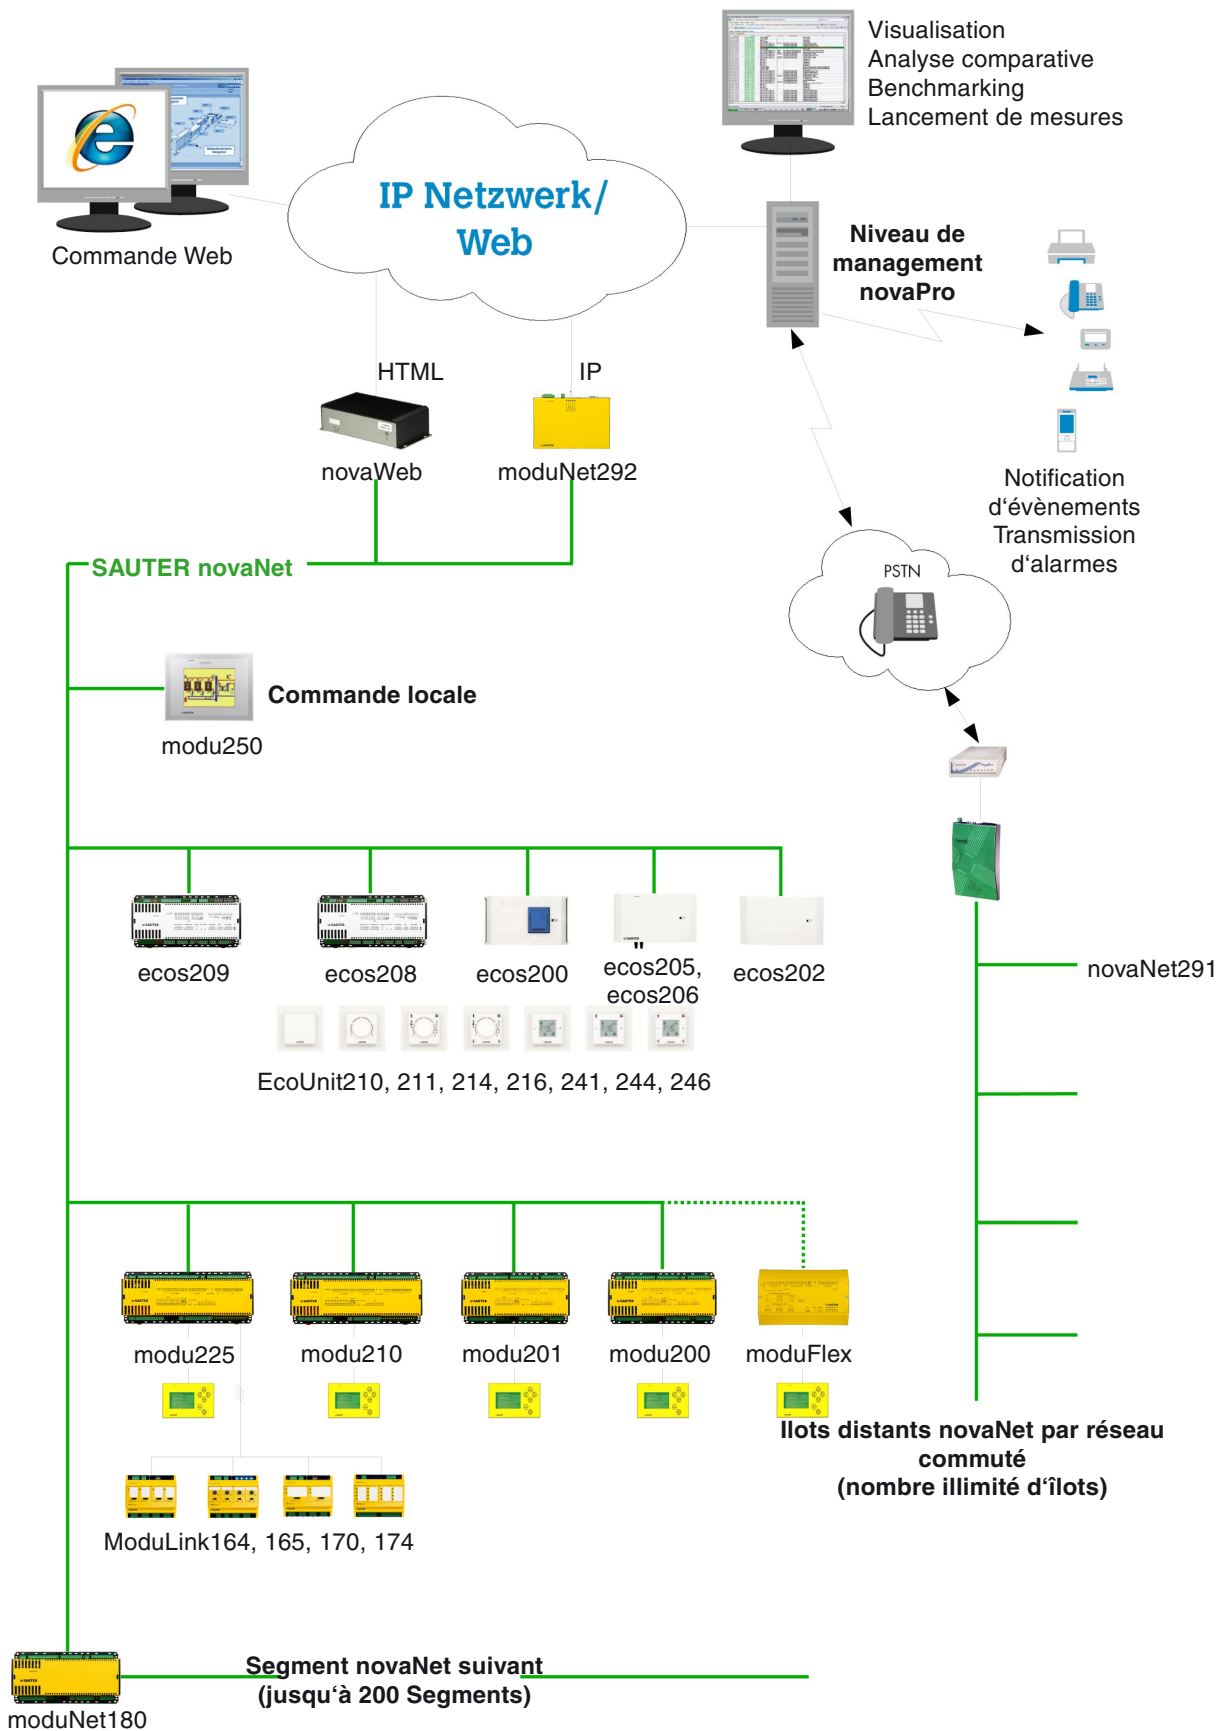 Visualisation
Analyse comparative
Benchmarking
Lancement de mesures
IP Netzwerk/
Web
Commande Web
Niveau de
management
novaPro
HTML
IP
novaWeb
moduNet292
Notification
d‘évènements
Transmission
d‘alarmes
SAUTER novaNet
PSTN
Commande locale
modu250
ecos209
ecos208
ecos200
ecos205,
ecos206
ecos202
novaNet291
EcoUnit210, 211, 214, 216, 241, 244, 246
modu225
modu210
modu201
modu200
moduFlex
Ilots distants novaNet par réseau
commuté
(nombre illimité d‘îlots)
ModuLink164, 165, 170, 174
Segment novaNet suivant
(jusqu‘à 200 Segments)
moduNet180